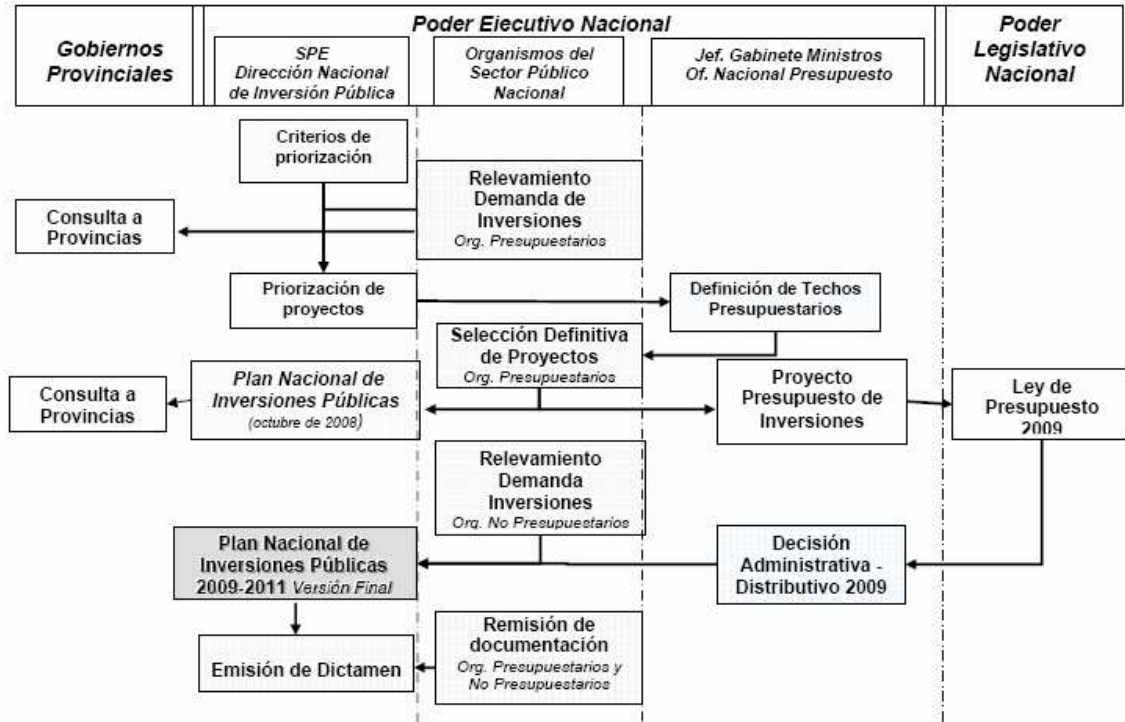 Poder Ejecutivo Nacional
Gobiernos
Provinciales
SPE
Dirección Nacional
de Inversión Pública
Organismos del
Sector Público
Nacional
Jef. Gabinete Ministros
Of. Nacional Presupuesto
Poder
Legislativo
Nacional
Criterios de
priorización
Relevamiento
Demanda de
Inversiones
Org. Presupuestarios
Consulta a
Provincias
Priorización de
proyectos
Definición de Techos
Presupuestarios
Selección Definitiva
de Proyectos
Org. Presupuestarios
Consulta a
Provincias
Plan Nacional de
Inversiones Públicas
(octubre de 2008)
Proyecto
Presupuesto de
Inversiones
Ley de
Presupuesto
2009
Relevamiento
Demanda
Inversiones
Org. No Presupuestarios
Plan Nacional de
Inversiones Públicas
2009-2011 Versión Final
Decisión
Administrativa -
Distributivo 2009
Emisión de Dictamen
Remisión de
documentación
Org. Presupuestarios y
No Presupuestarios